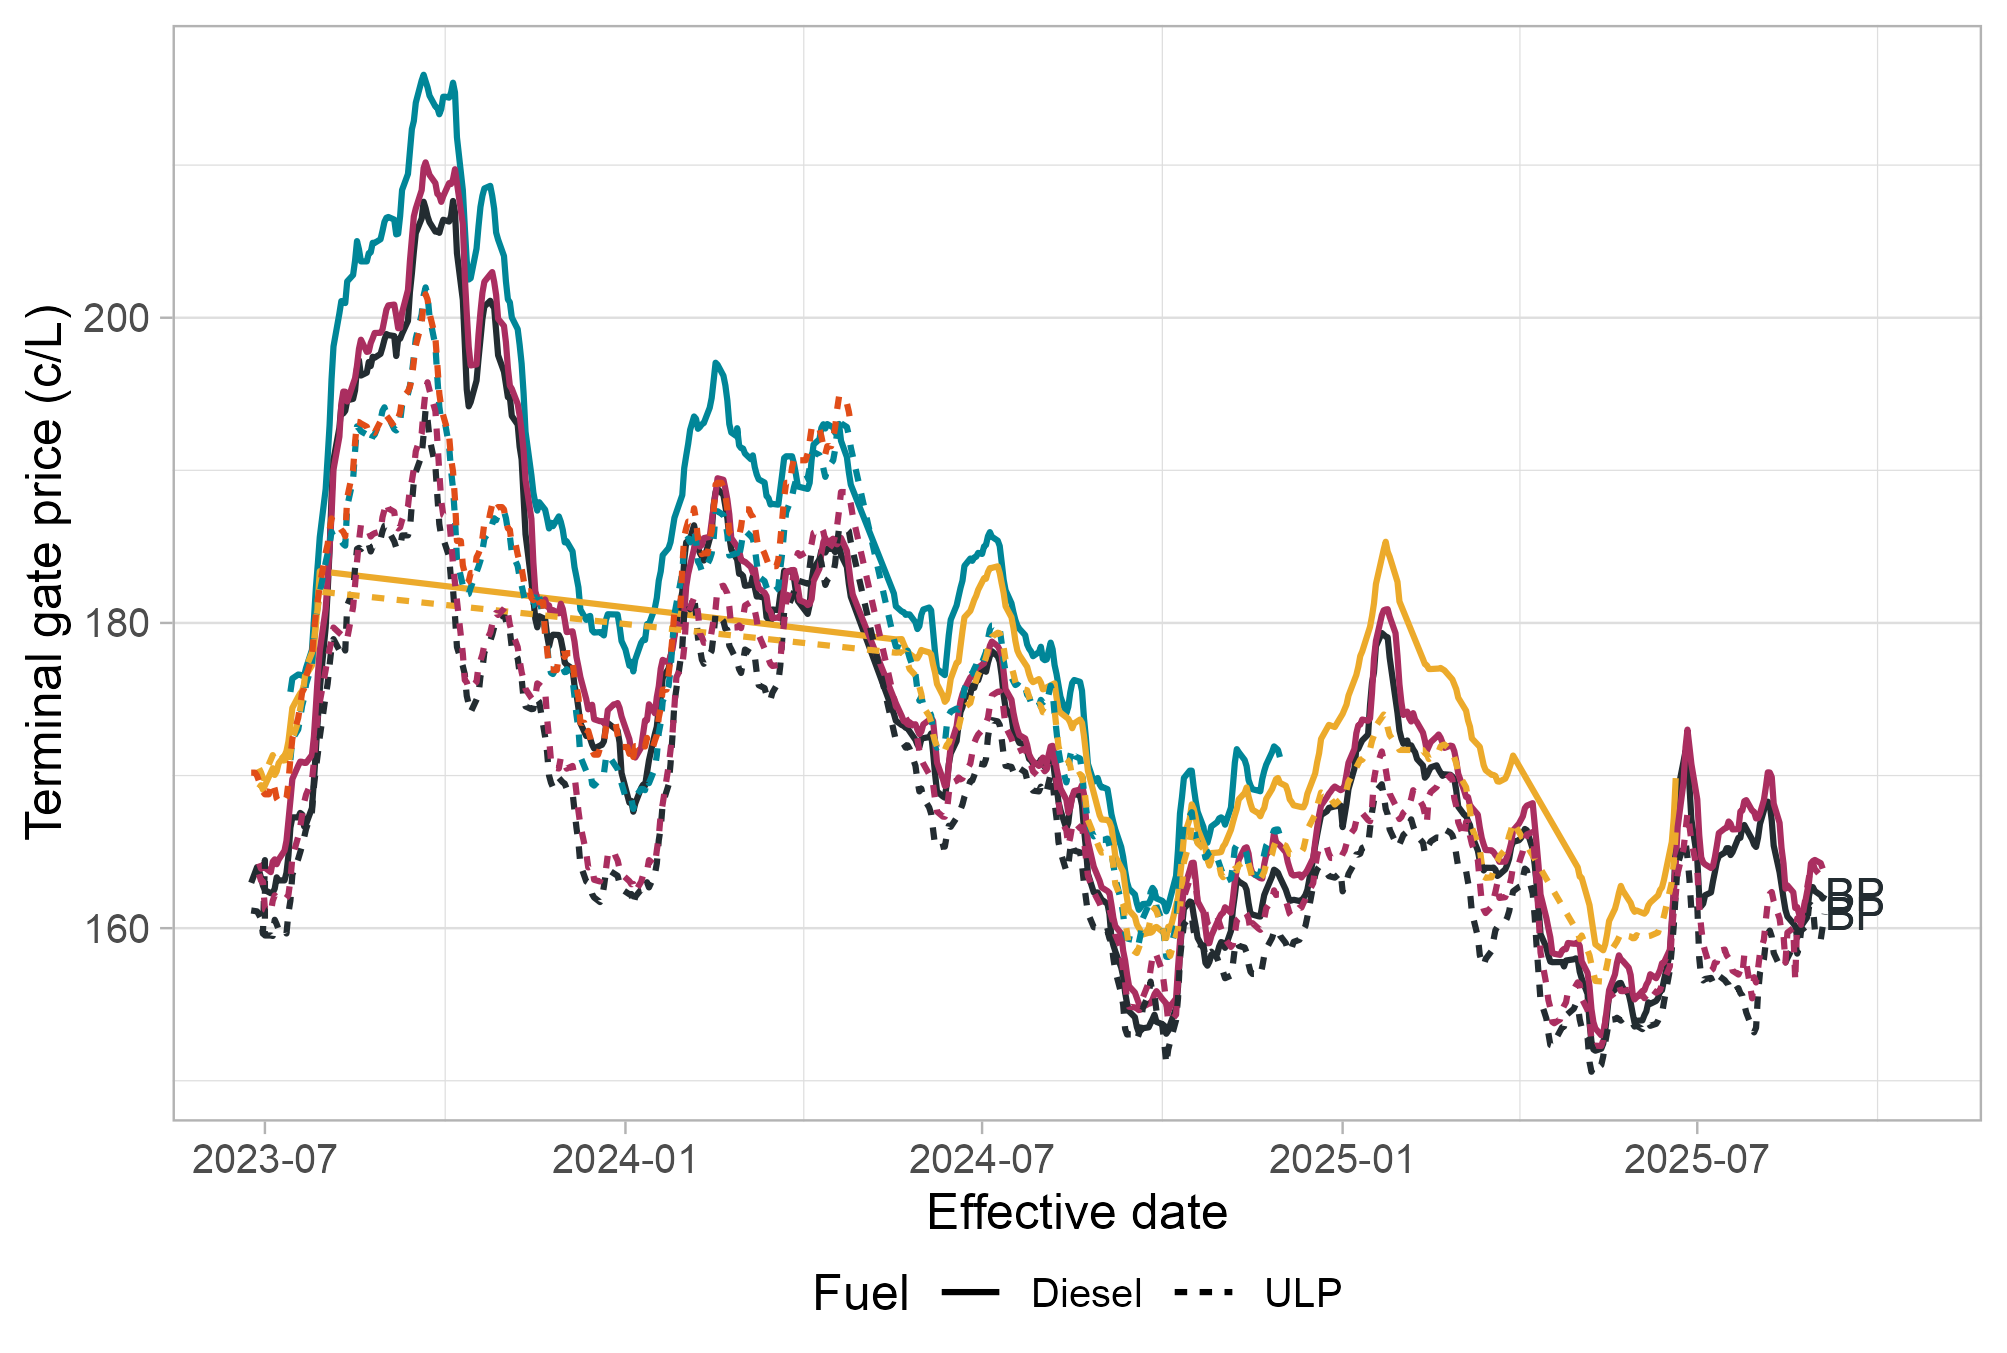 Terminal gate price (c/L)
200
180
160
BP
BP
2023-07
2024-01
2024-07
2025-01
2025-07
Effective date
Fuel
Diesel
ULP